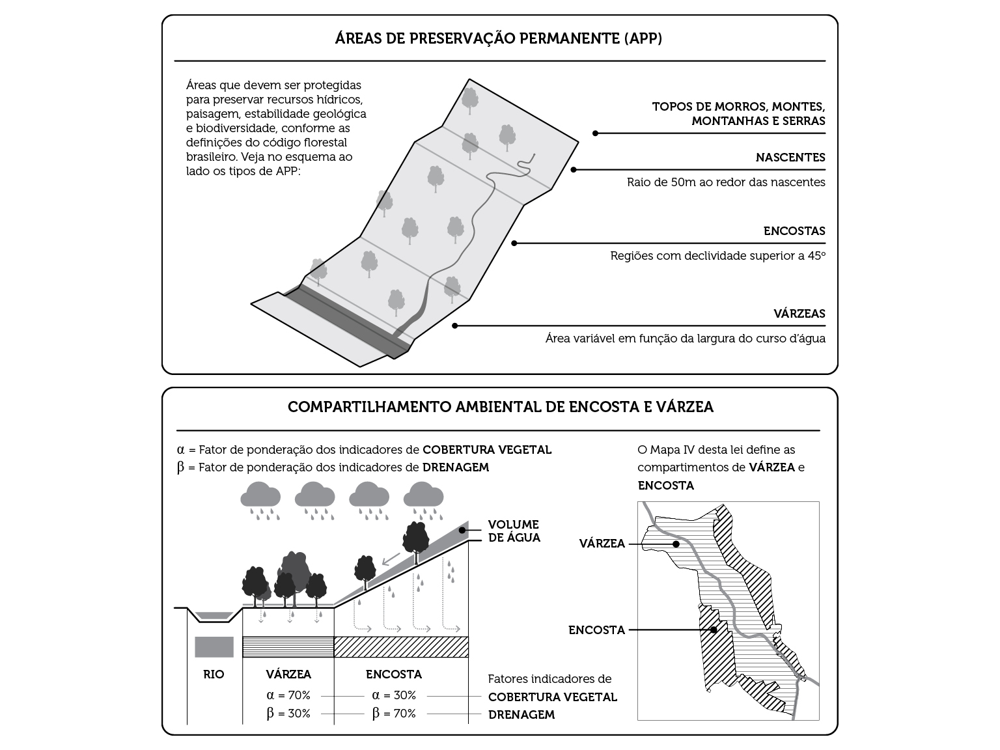 ÁREAS DE PRESERVAÇÃO PERMANENTE (APP)
Áreas que devem ser protegidas
para preservar recursos hídricos,
paisagem, estabilidade geológica
e biodiversidade, conforme as
definições do código florestal
brasileiro. Veja no esquema ao
lado os tipos de APP:
TOPOS DE MORROS, MONTES,
MONTANHAS E SERRAS
NASCENTES
Raio de 50m ao redor das nascentes
ENCOSTAS
Regiões com declividade superior a 45º
VÁRZEAS
Área variável em função da largura do curso d'água
COMPARTILHAMENTO AMBIENTAL DE ENCOSTA E VÁRZEA
α = Fator de ponderação dos indicadores de COBERTURA VEGETAL
β = Fator de ponderação dos indicadores de DRENAGEM
O Mapa IV desta lei define as
compartimentos de VÁRZEA e
ENCOSTA
VOLUME
DE ÁGUA
VÁRZEA
ENCOSTA
RIO
VÁRZEA
ENCOSTA
α = 70%
α = 30%
β = 30%
β = 70%
Fatores indicadores de
COBERTURA VEGETAL
DRENAGEM